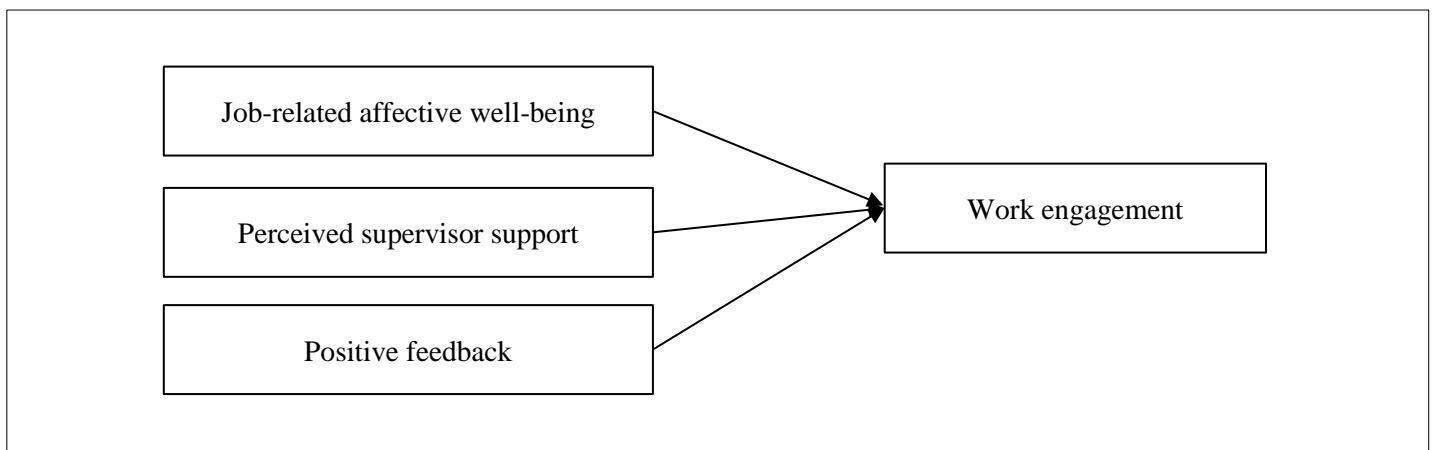 Job-related affective well-being
Perceived supervisor support
Work engagement
Positive feedback